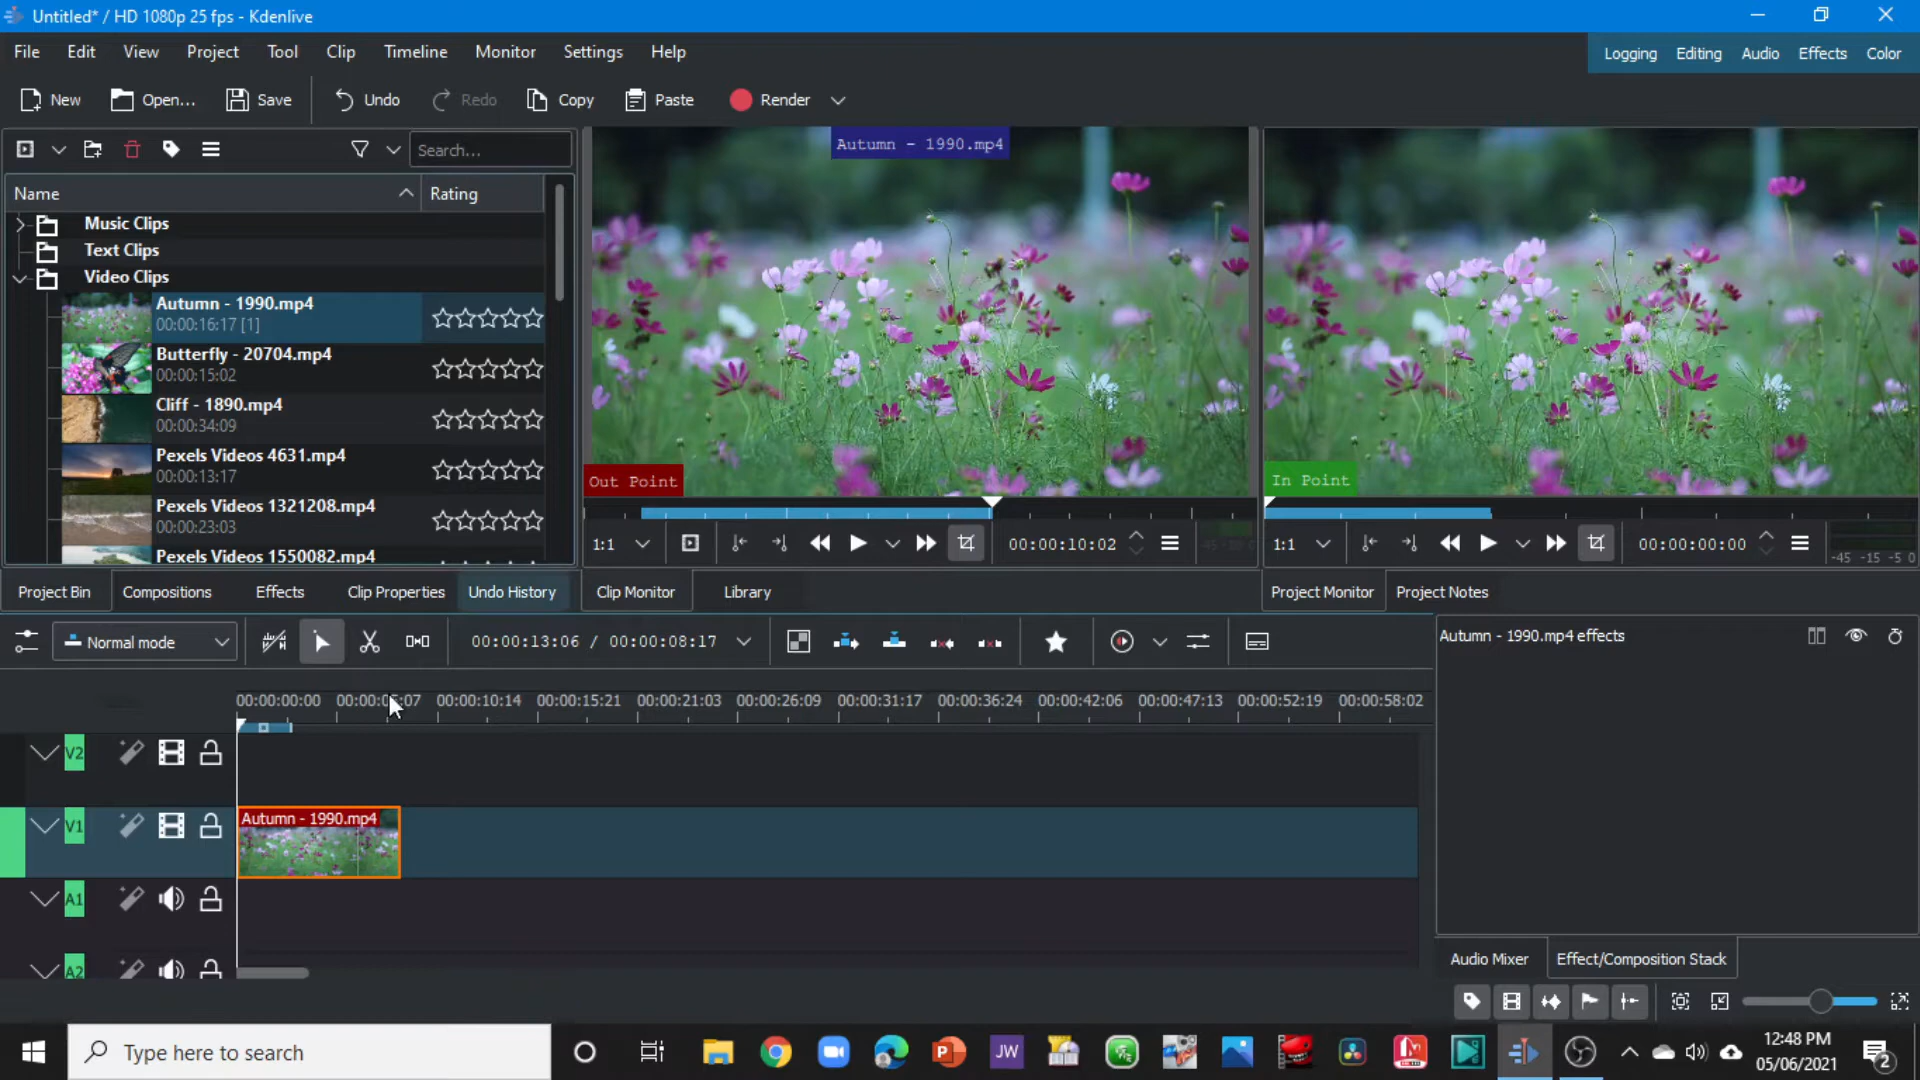 Untitled* / HD 1080p 25 fps - Kdenlive
File Edit View Project Tool Clip Timeline Monitor Settings Help
Logging Editing Audio Effects Color
New Open... Save Undo Redo Copy Paste Render
Search...
Name Rating
Music Clips
Text Clips
Video Clips
Autumn - 1990.mp4
00:00:16:17 [1]
Butterfly - 20704.mp4
00:00:15:02
Cliff - 1890.mp4
00:00:34:09
Pexels Videos 4631.mp4
00:00:13:17
Pexels Videos 1321208.mp4
00:00:23:03
Pexels Videos 1550082.mp4
Autumn - 1990.mp4
Out Point
In Point
1:1 00:00:10:02
1:1 00:00:00:00
-45 -15 -5 0
Project Bin Compositions Effects Clip Properties Undo History
Clip Monitor Library
Project Monitor Project Notes
Normal mode
00:00:13:06 / 00:00:08:17
Autumn - 1990.mp4 effects
00:00:00:00 00:00:05:07 00:00:10:14 00:00:15:21 00:00:21:03 00:00:26:09 00:00:31:17 00:00:36:24 00:00:42:06 00:00:47:13 00:00:52:19 00:00:58:02
V2
V1
Autumn - 1990.mp4
A1
A2
Audio Mixer Effect/Composition Stack
Type here to search
JW
12:48 PM
05/06/2021
2